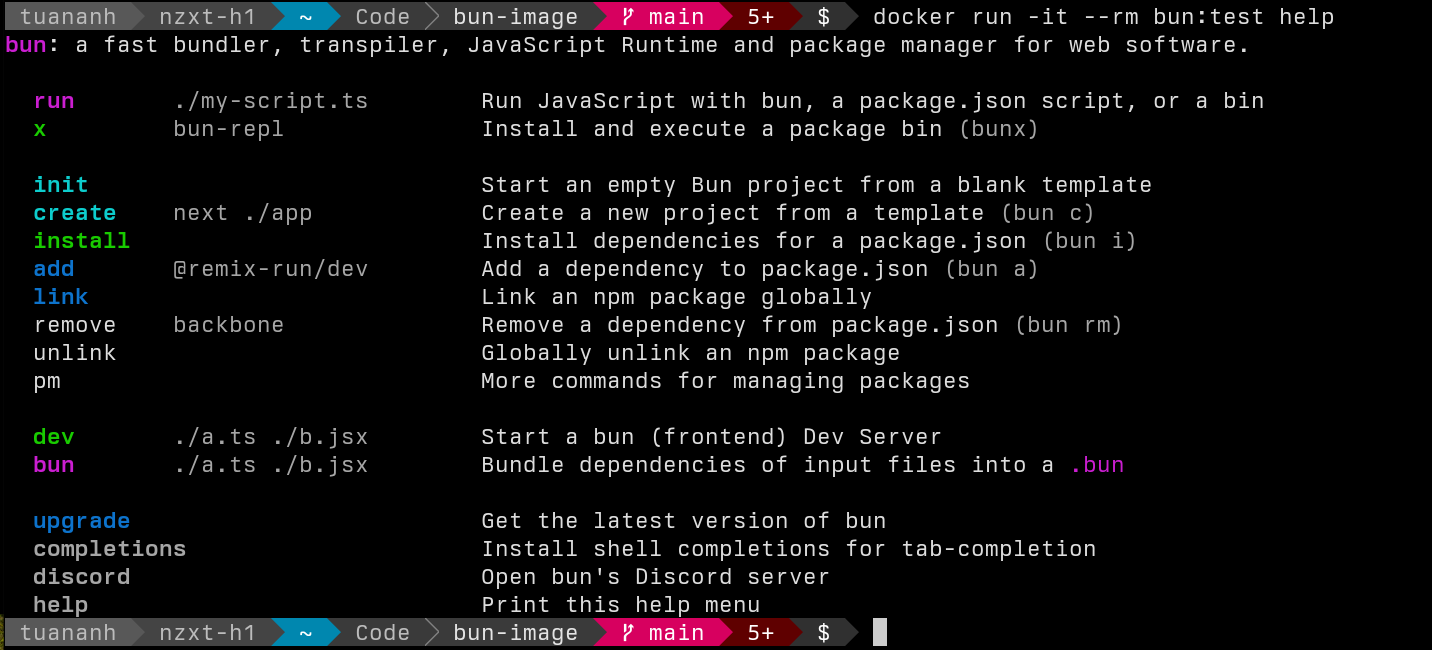 tuananh nzxt-h1 ~ Code bun-image main 5+ $ docker run -it --rm bun:test help
bun: a fast bundler, transpiler, JavaScript Runtime and package manager for web software.
run ./my-script.ts Run JavaScript with bun, a package.json script, or a bin
x bun-repl Install and execute a package bin (bunx)
init Start an empty Bun project from a blank template
create next ./app Create a new project from a template (bun c)
install Install dependencies for a package.json (bun i)
add @remix-run/dev Add a dependency to package.json (bun a)
link Link an npm package globally
remove backbone Remove a dependency from package.json (bun rm)
unlink Globally unlink an npm package
pm More commands for managing packages
dev ./a.ts ./b.jsx Start a bun (frontend) Dev Server
bun ./a.ts ./b.jsx Bundle dependencies of input files into a .bun
upgrade Get the latest version of bun
completions Install shell completions for tab-completion
discord Open bun's Discord server
help Print this help menu
tuananh nzxt-h1 ~ Code bun-image main 5+ $